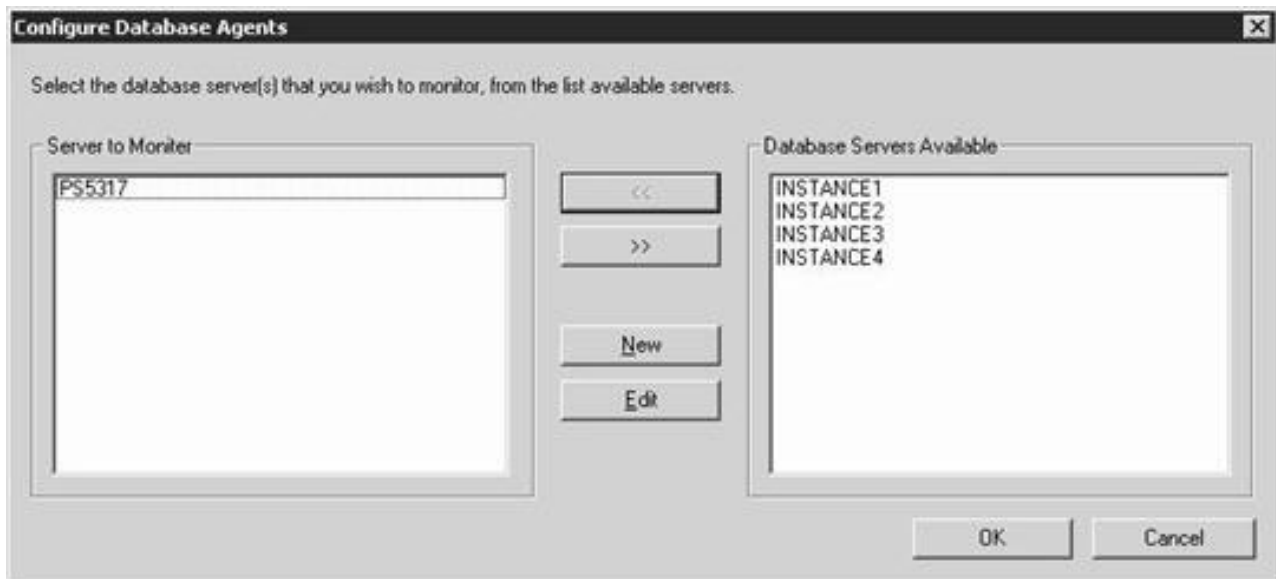 Configure Database Agents
Select the database server(s) that you wish to monitor, from the list available servers.
Server to Moniter
PS5317
<<
>>
New
Edit
Database Servers Available
INSTANCE1
INSTANCE2
INSTANCE3
INSTANCE4
OK
Cancel